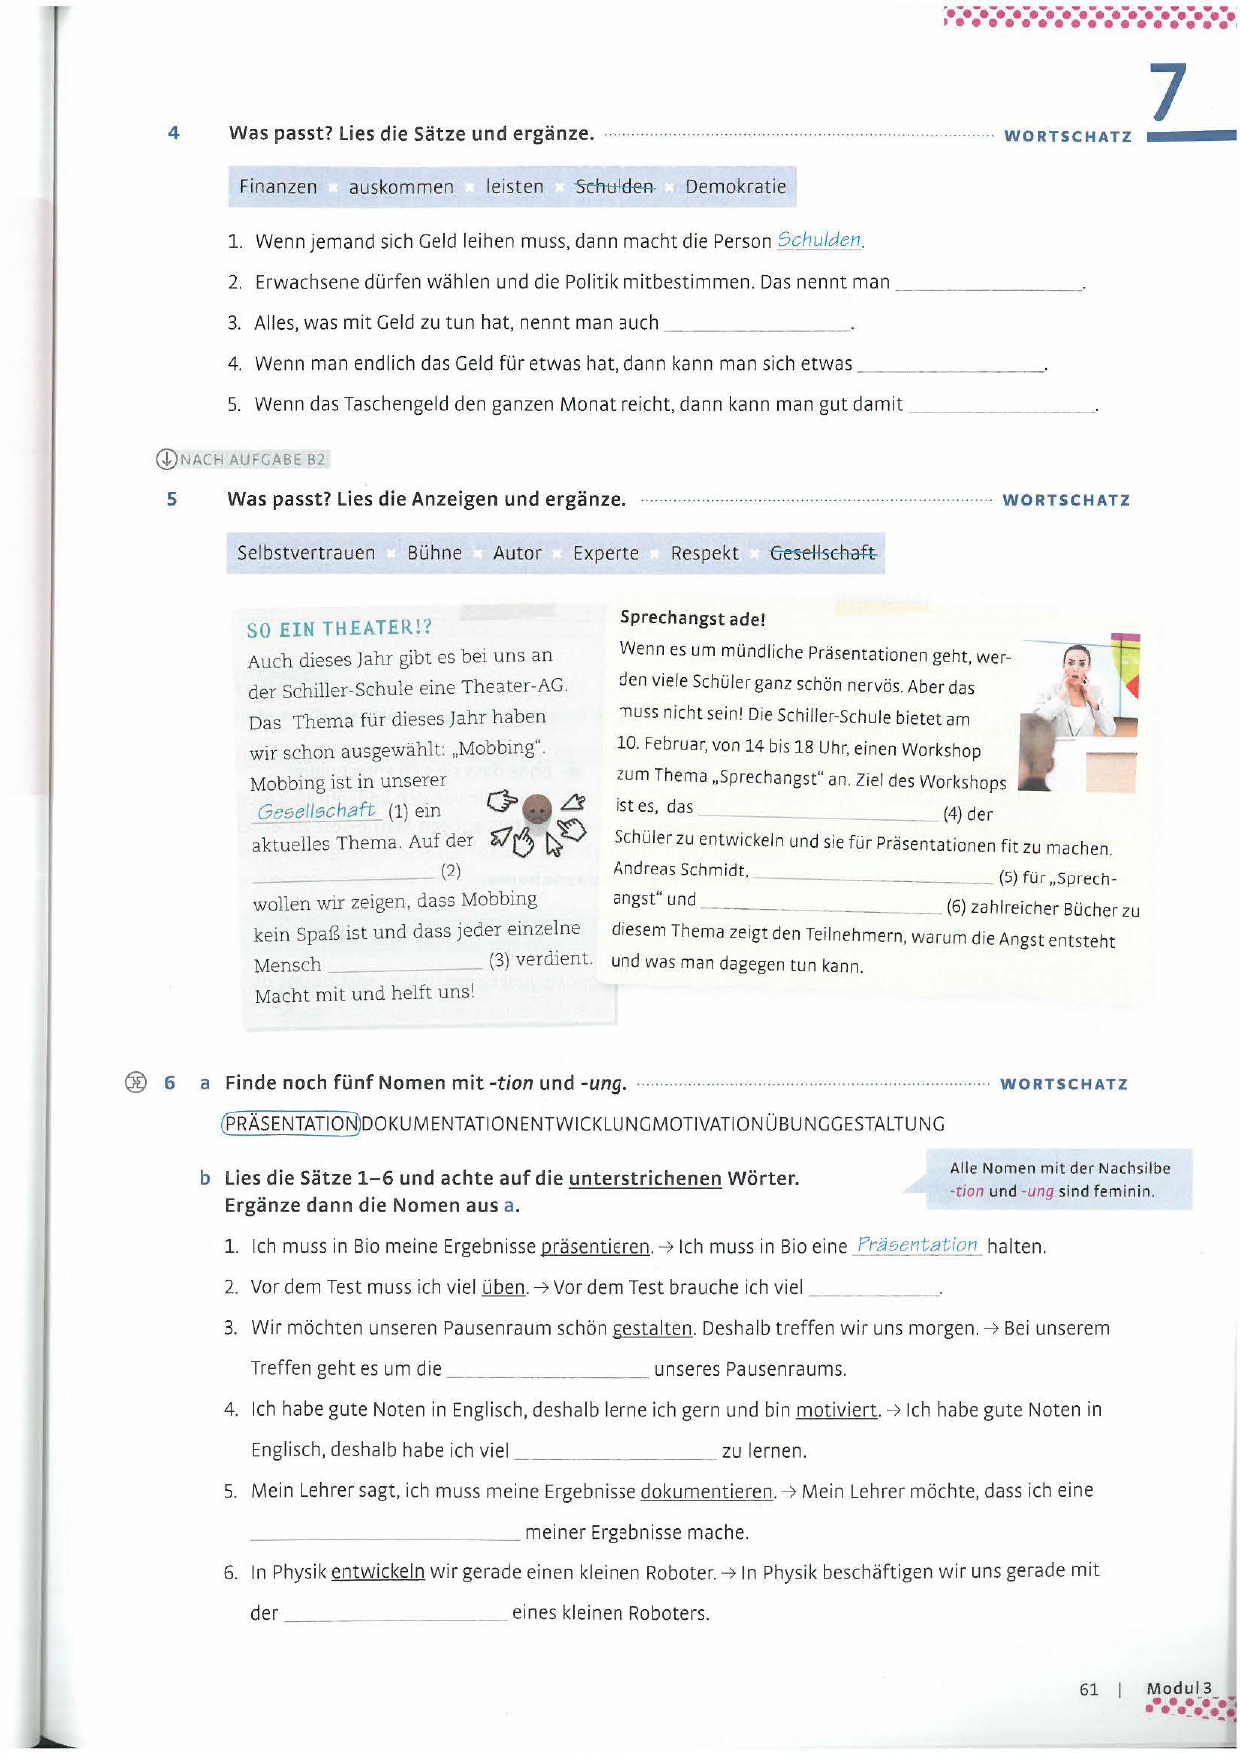 7
4 Was passt? Lies die Sätze und ergänze. WORTSCHATZ
Finanzen × auskommen × leisten × Schulden × Demokratie
1. Wenn jemand sich Geld leihen muss, dann macht die Person Schulden.
2. Erwachsene dürfen wählen und die Politik mitbestimmen. Das nennt man ____________.
3. Alles, was mit Geld zu tun hat, nennt man auch ____________.
4. Wenn man endlich das Geld für etwas hat, dann kann man sich etwas ____________.
5. Wenn das Taschengeld den ganzen Monat reicht, dann kann man gut damit ____________.
NACH AUFGABE B2
5 Was passt? Lies die Anzeigen und ergänze. WORTSCHATZ
Selbstvertrauen × Bühne × Autor × Experte × Respekt × Gesellschaft
SO EIN THEATER!?
Auch dieses Jahr gibt es bei uns an
der Schiller-Schule eine Theater-AG.
Das Thema für dieses Jahr haben
wir schon ausgewählt: „Mobbing“.
Mobbing ist in unserer
Gesellschaft (1) ein
aktuelles Thema. Auf der
____________ (2)
wollen wir zeigen, dass Mobbing
kein Spaß ist und dass jeder einzelne
Mensch ____________ (3) verdient.
Macht mit und helft uns!
Sprechangst ade!
Wenn es um mündliche Präsentationen geht, wer-
den viele Schüler ganz schön nervös. Aber das
muss nicht sein! Die Schiller-Schule bietet am
10. Februar, von 14 bis 18 Uhr, einen Workshop
zum Thema „Sprechangst“ an. Ziel des Workshops
ist es, das ____________ (4) der
Schüler zu entwickeln und sie für Präsentationen fit zu machen.
Andreas Schmidt, ____________ (5) für „Sprech-
angst“ und ____________ (6) zahlreicher Bücher zu
diesem Thema zeigt den Teilnehmern, warum die Angst entsteht
und was man dagegen tun kann.
6 a Finde noch fünf Nomen mit -tion und -ung. WORTSCHATZ
PRÄSENTATIONDOKUMENTATIONENTWICKLUNGMOTIVATIONÜBUNGGESTALTUNG
b Lies die Sätze 1–6 und achte auf die unterstrichenen Wörter.
Ergänze dann die Nomen aus a.
Alle Nomen mit der Nachsilbe
-tion und -ung sind feminin.
1. Ich muss in Bio meine Ergebnisse präsentieren. → Ich muss in Bio eine Präsentation halten.
2. Vor dem Test muss ich viel üben. → Vor dem Test brauche ich viel ____________.
3. Wir möchten unseren Pausenraum schön gestalten. Deshalb treffen wir uns morgen. → Bei unserem
Treffen geht es um die ____________ unseres Pausenraums.
4. Ich habe gute Noten in Englisch, deshalb lerne ich gern und bin motiviert. → Ich habe gute Noten in
Englisch, deshalb habe ich viel ____________ zu lernen.
5. Mein Lehrer sagt, ich muss meine Ergebnisse dokumentieren. → Mein Lehrer möchte, dass ich eine
____________ meiner Ergebnisse mache.
6. In Physik entwickeln wir gerade einen kleinen Roboter. → In Physik beschäftigen wir uns gerade mit
der ____________ eines kleinen Roboters.
61 | Modul 3